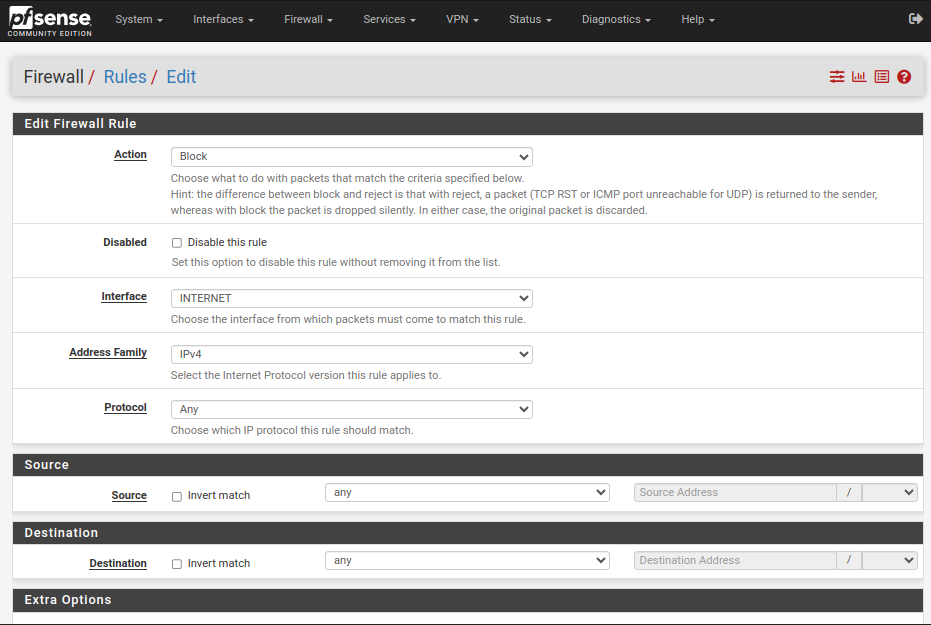 pfsense
COMMUNITY EDITION
System Interfaces Firewall Services VPN Status Diagnostics Help
Firewall / Rules / Edit
Edit Firewall Rule
Action Block
Choose what to do with packets that match the criteria specified below.
Hint: the difference between block and reject is that with reject, a packet (TCP RST or ICMP port unreachable for UDP) is returned to the sender,
whereas with block the packet is dropped silently. In either case, the original packet is discarded.
Disabled Disable this rule
Set this option to disable this rule without removing it from the list.
Interface INTERNET
Choose the interface from which packets must come to match this rule.
Address Family IPv4
Select the Internet Protocol version this rule applies to.
Protocol Any
Choose which IP protocol this rule should match.
Source
Source Invert match any Source Address /
Destination
Destination Invert match any Destination Address /
Extra Options